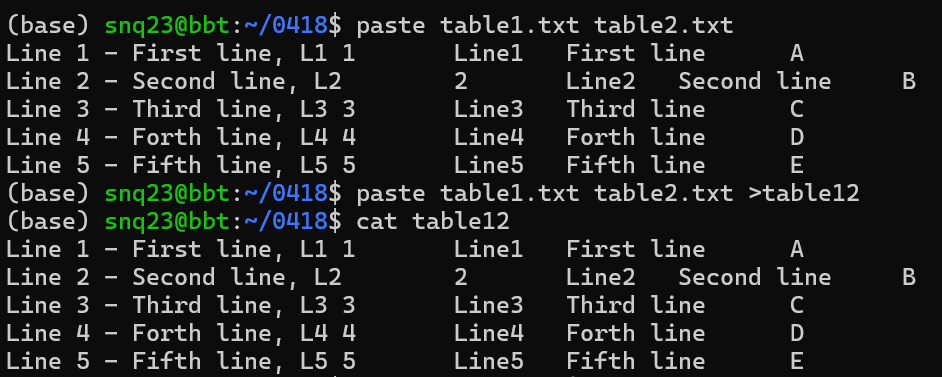 (base) snq23@bbt:~/0418$ paste table1.txt table2.txt
Line 1 - First line, L1 1       Line1   First line      A
Line 2 - Second line, L2        2       Line2   Second line     B
Line 3 - Third line, L3 3       Line3   Third line      C
Line 4 - Forth line, L4 4       Line4   Forth line      D
Line 5 - Fifth line, L5 5       Line5   Fifth line      E
(base) snq23@bbt:~/0418$ paste table1.txt table2.txt >table12
(base) snq23@bbt:~/0418$ cat table12
Line 1 - First line, L1 1       Line1   First line      A
Line 2 - Second line, L2        2       Line2   Second line     B
Line 3 - Third line, L3 3       Line3   Third line      C
Line 4 - Forth line, L4 4       Line4   Forth line      D
Line 5 - Fifth line, L5 5       Line5   Fifth line      E